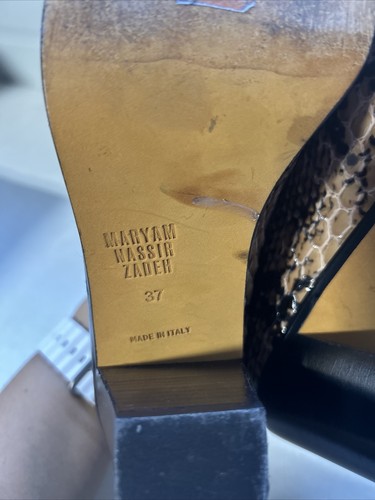 MARYAM
NASSIR
ZADEH
37
MADE IN ITALY